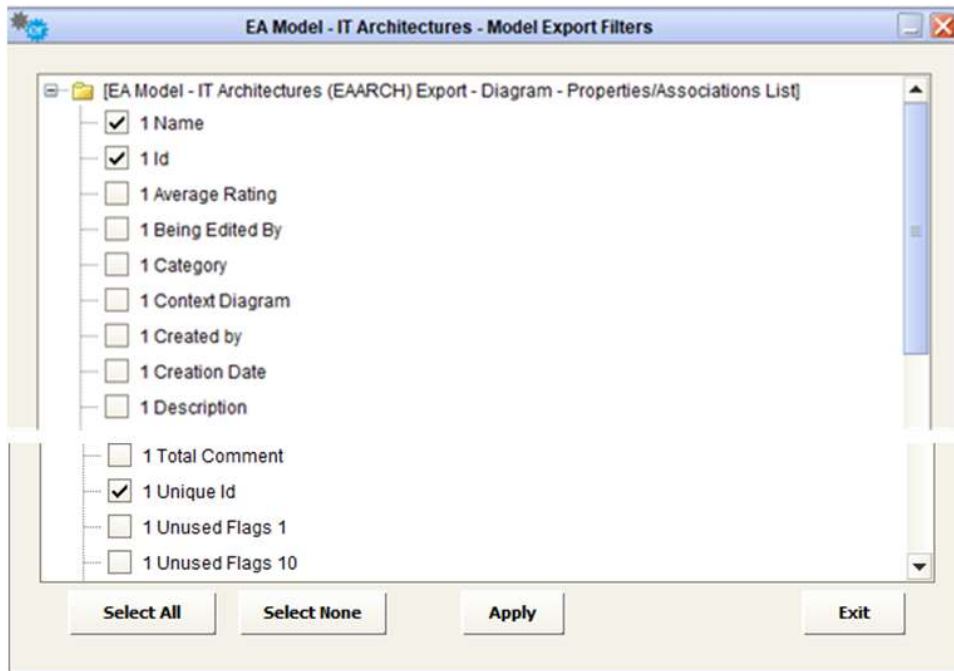 EA Model - IT Architectures - Model Export Filters
[EA Model - IT Architectures (EAARCH) Export - Diagram - Properties/Associations List]
1 Name
1 Id
1 Average Rating
1 Being Edited By
1 Category
1 Context Diagram
1 Created by
1 Creation Date
1 Description
1 Total Comment
1 Unique Id
1 Unused Flags 1
1 Unused Flags 10
Select All Select None Apply Exit